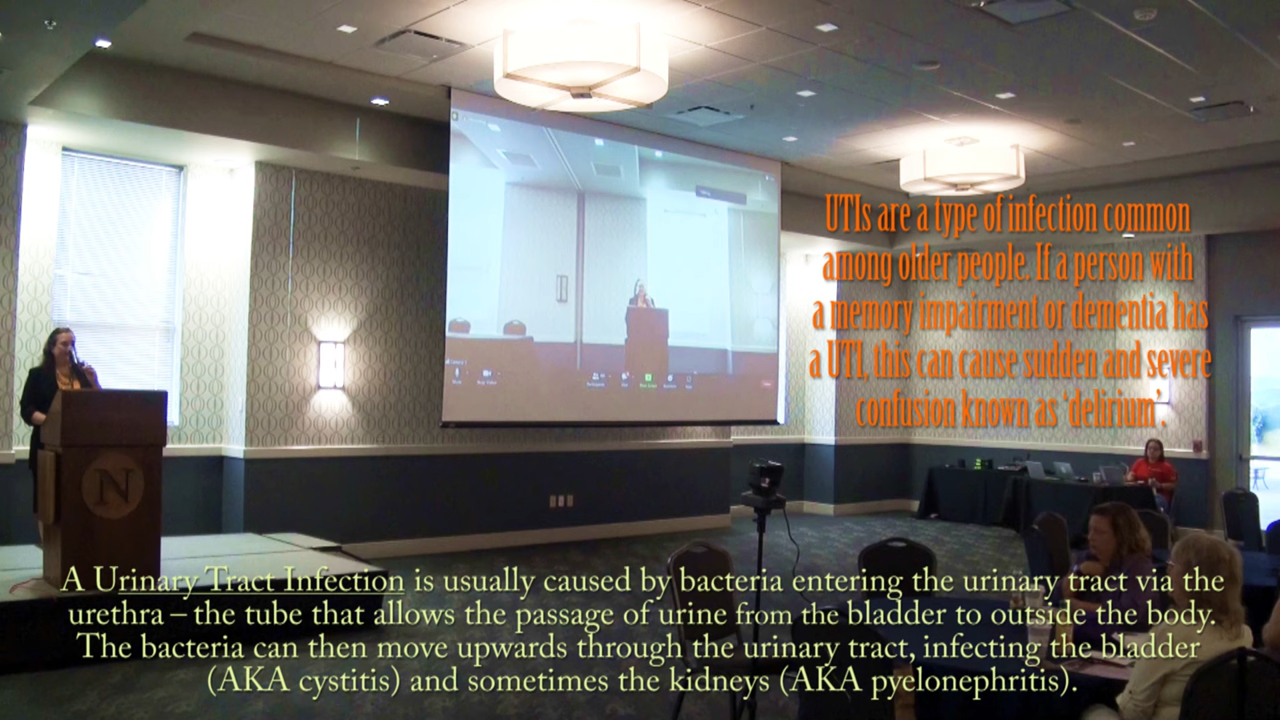 UTIs are a type of infection common
among older people. If a person with
a memory impairment or dementia has
a UTI, this can cause sudden and severe
confusion known as ‘delirium’.
N
A Urinary Tract Infection is usually caused by bacteria entering the urinary tract via the
urethra – the tube that allows the passage of urine from the bladder to outside the body.
The bacteria can then move upwards through the urinary tract, infecting the bladder
(AKA cystitis) and sometimes the kidneys (AKA pyelonephritis).